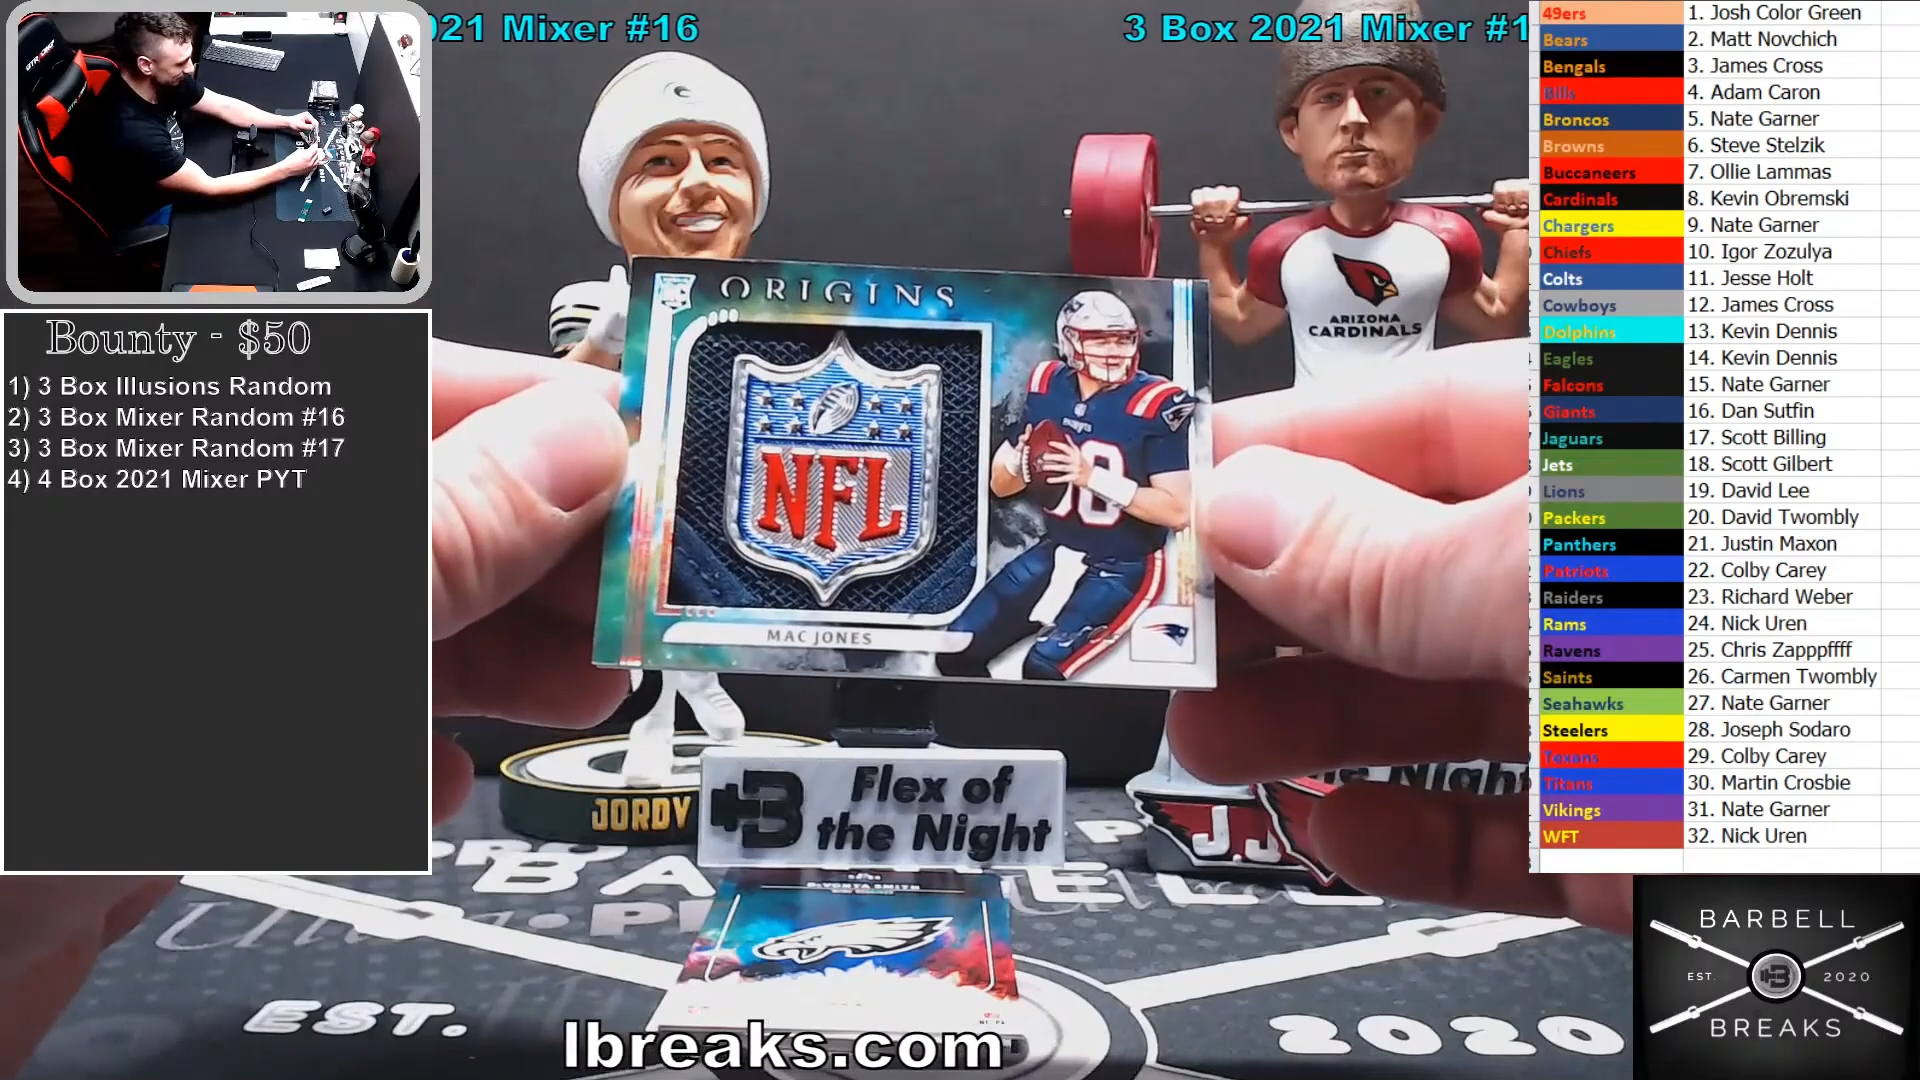 021 Mixer #16
3 Box 2021 Mixer #1
Bounty - $50
1) 3 Box Illusions Random
2) 3 Box Mixer Random #16
3) 3 Box Mixer Random #17
4) 4 Box 2021 Mixer PYT
ORIGINS
NFL
MAC JONES
ARIZONA
CARDINALS
JORDY
B Flex of
the Night
the Night
J.J.
DEVONTA SMITH
BARBELL
EST.
2020
lbreaks.com
49ers 1. Josh Color Green
Bears 2. Matt Novchich
Bengals 3. James Cross
Bills 4. Adam Caron
Broncos 5. Nate Garner
Browns 6. Steve Stelzik
Buccaneers 7. Ollie Lammas
Cardinals 8. Kevin Obremski
Chargers 9. Nate Garner
Chiefs 10. Igor Zozulya
Colts 11. Jesse Holt
Cowboys 12. James Cross
Dolphins 13. Kevin Dennis
Eagles 14. Kevin Dennis
Falcons 15. Nate Garner
Giants 16. Dan Sutfin
Jaguars 17. Scott Billing
Jets 18. Scott Gilbert
Lions 19. David Lee
Packers 20. David Twombly
Panthers 21. Justin Maxon
Patriots 22. Colby Carey
Raiders 23. Richard Weber
Rams 24. Nick Uren
Ravens 25. Chris Zapppffff
Saints 26. Carmen Twombly
Seahawks 27. Nate Garner
Steelers 28. Joseph Sodaro
Texans 29. Colby Carey
Titans 30. Martin Crosbie
Vikings 31. Nate Garner
WFT 32. Nick Uren
BARBELL
EST. B 2020
BREAKS